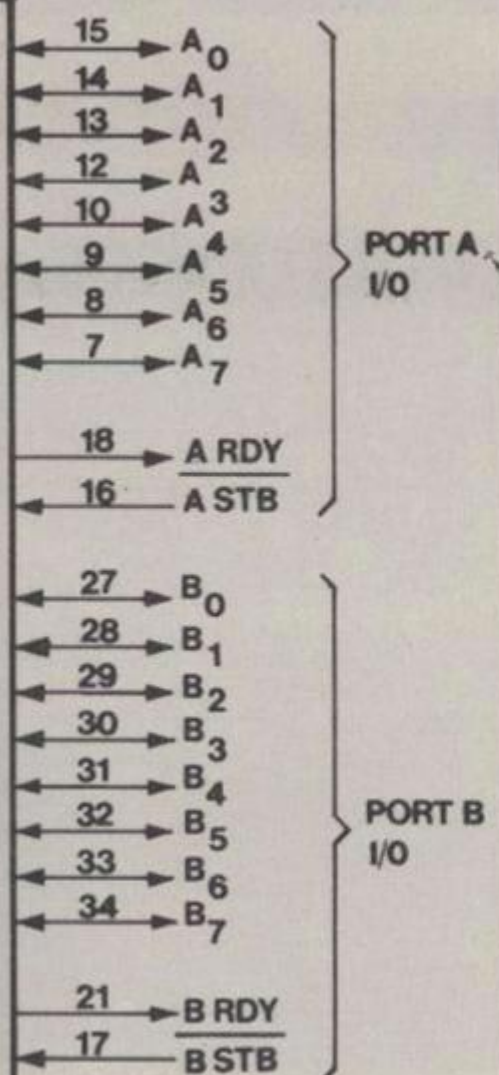 15 A0
14 A1
13 A2
12 A3
10 A4
9 A5
8 A6
7 A7
PORT A
I/O
18 A RDY
16 A STB
27 B0
28 B1
29 B2
30 B3
31 B4
32 B5
33 B6
34 B7
PORT B
I/O
21 B RDY
17 B STB